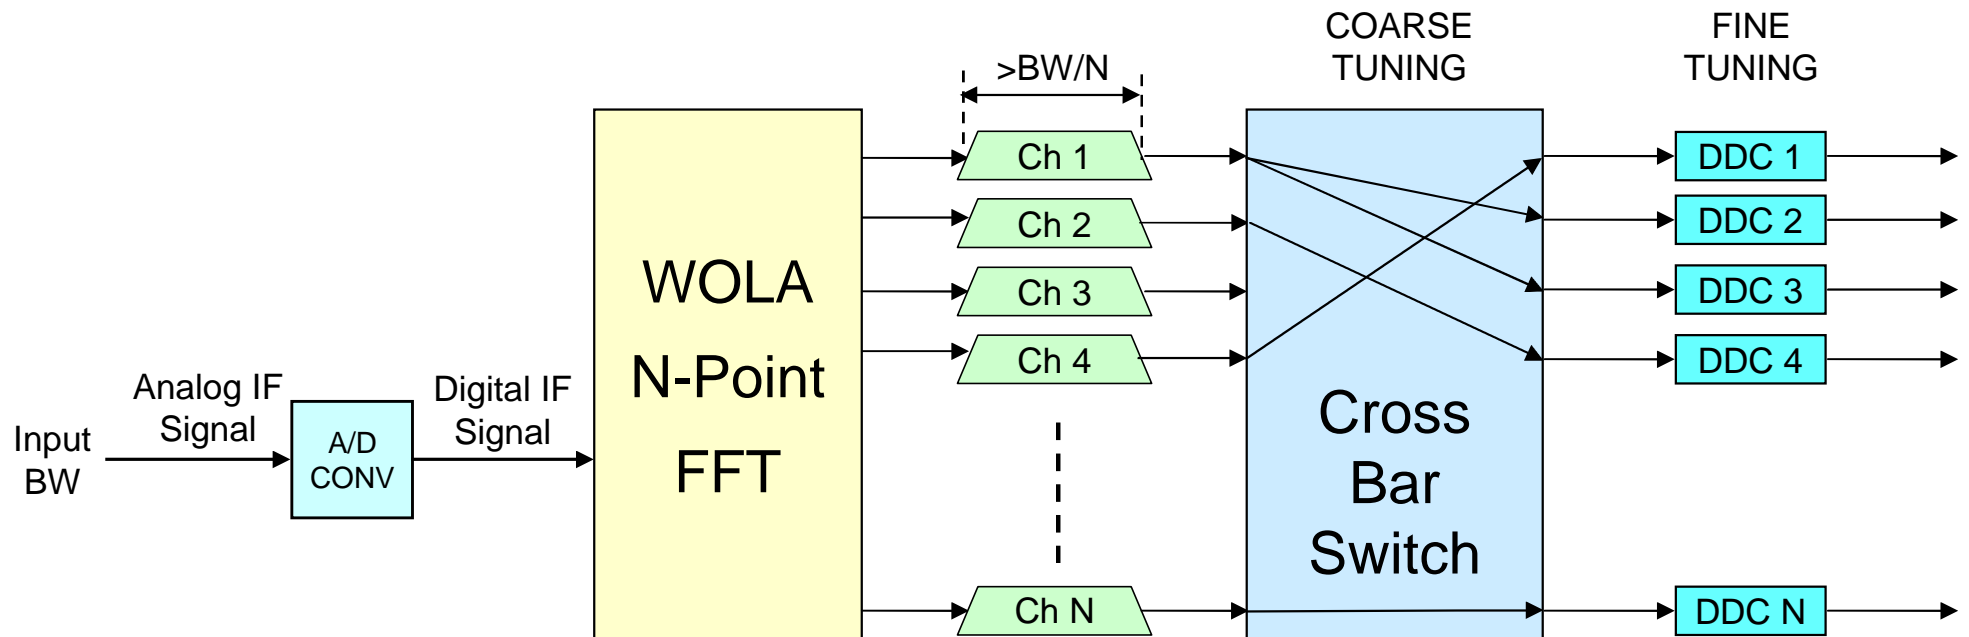 COARSE
TUNING
FINE
TUNING
>BW/N
Ch 1
Ch 2
Ch 3
Ch 4
Ch N
DDC 1
DDC 2
DDC 3
DDC 4
DDC N
WOLA
N-Point
FFT
Cross
Bar
Switch
Input
BW
Analog IF
Signal
A/D
CONV
Digital IF
Signal